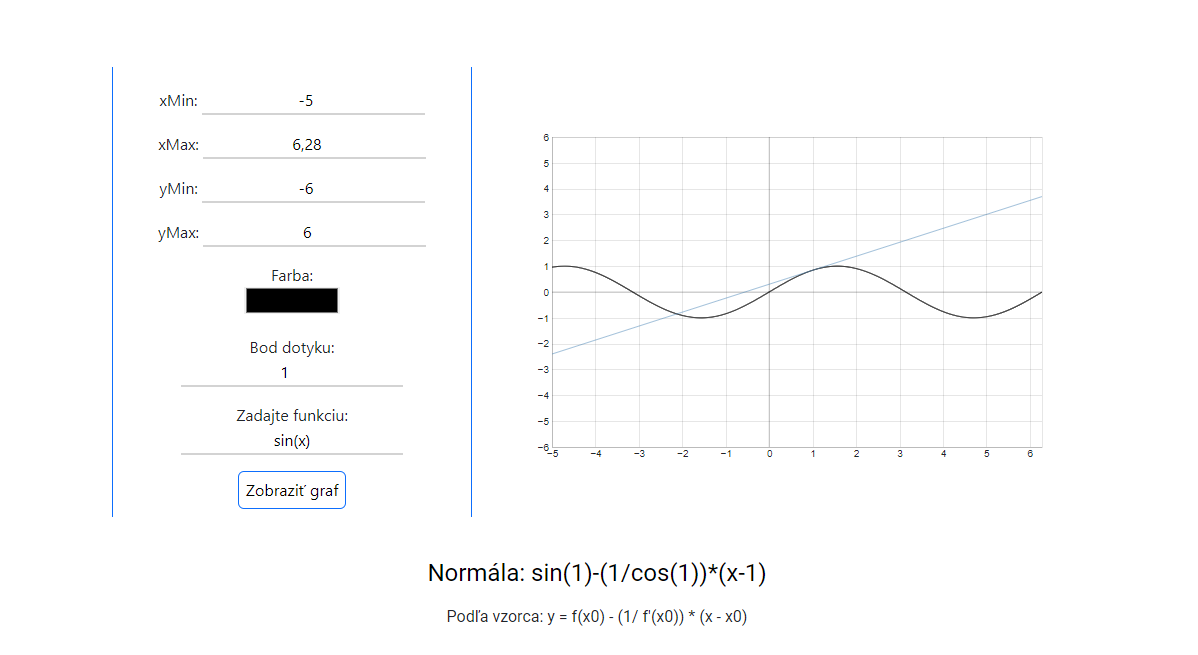 xMin: -5
xMax: 6,28
yMin: -6
yMax: 6
Farba:
Bod dotyku:
1
Zadajte funkciu:
sin(x)
Zobraziť graf
6
5
4
3
2
1
0
−1
−2
−3
−4
−5
−6
−5 −4 −3 −2 −1 0 1 2 3 4 5 6
Normála: sin(1)-(1/cos(1))*(x-1)
Podľa vzorca: y = f(x0) - (1/ f'(x0)) * (x - x0)